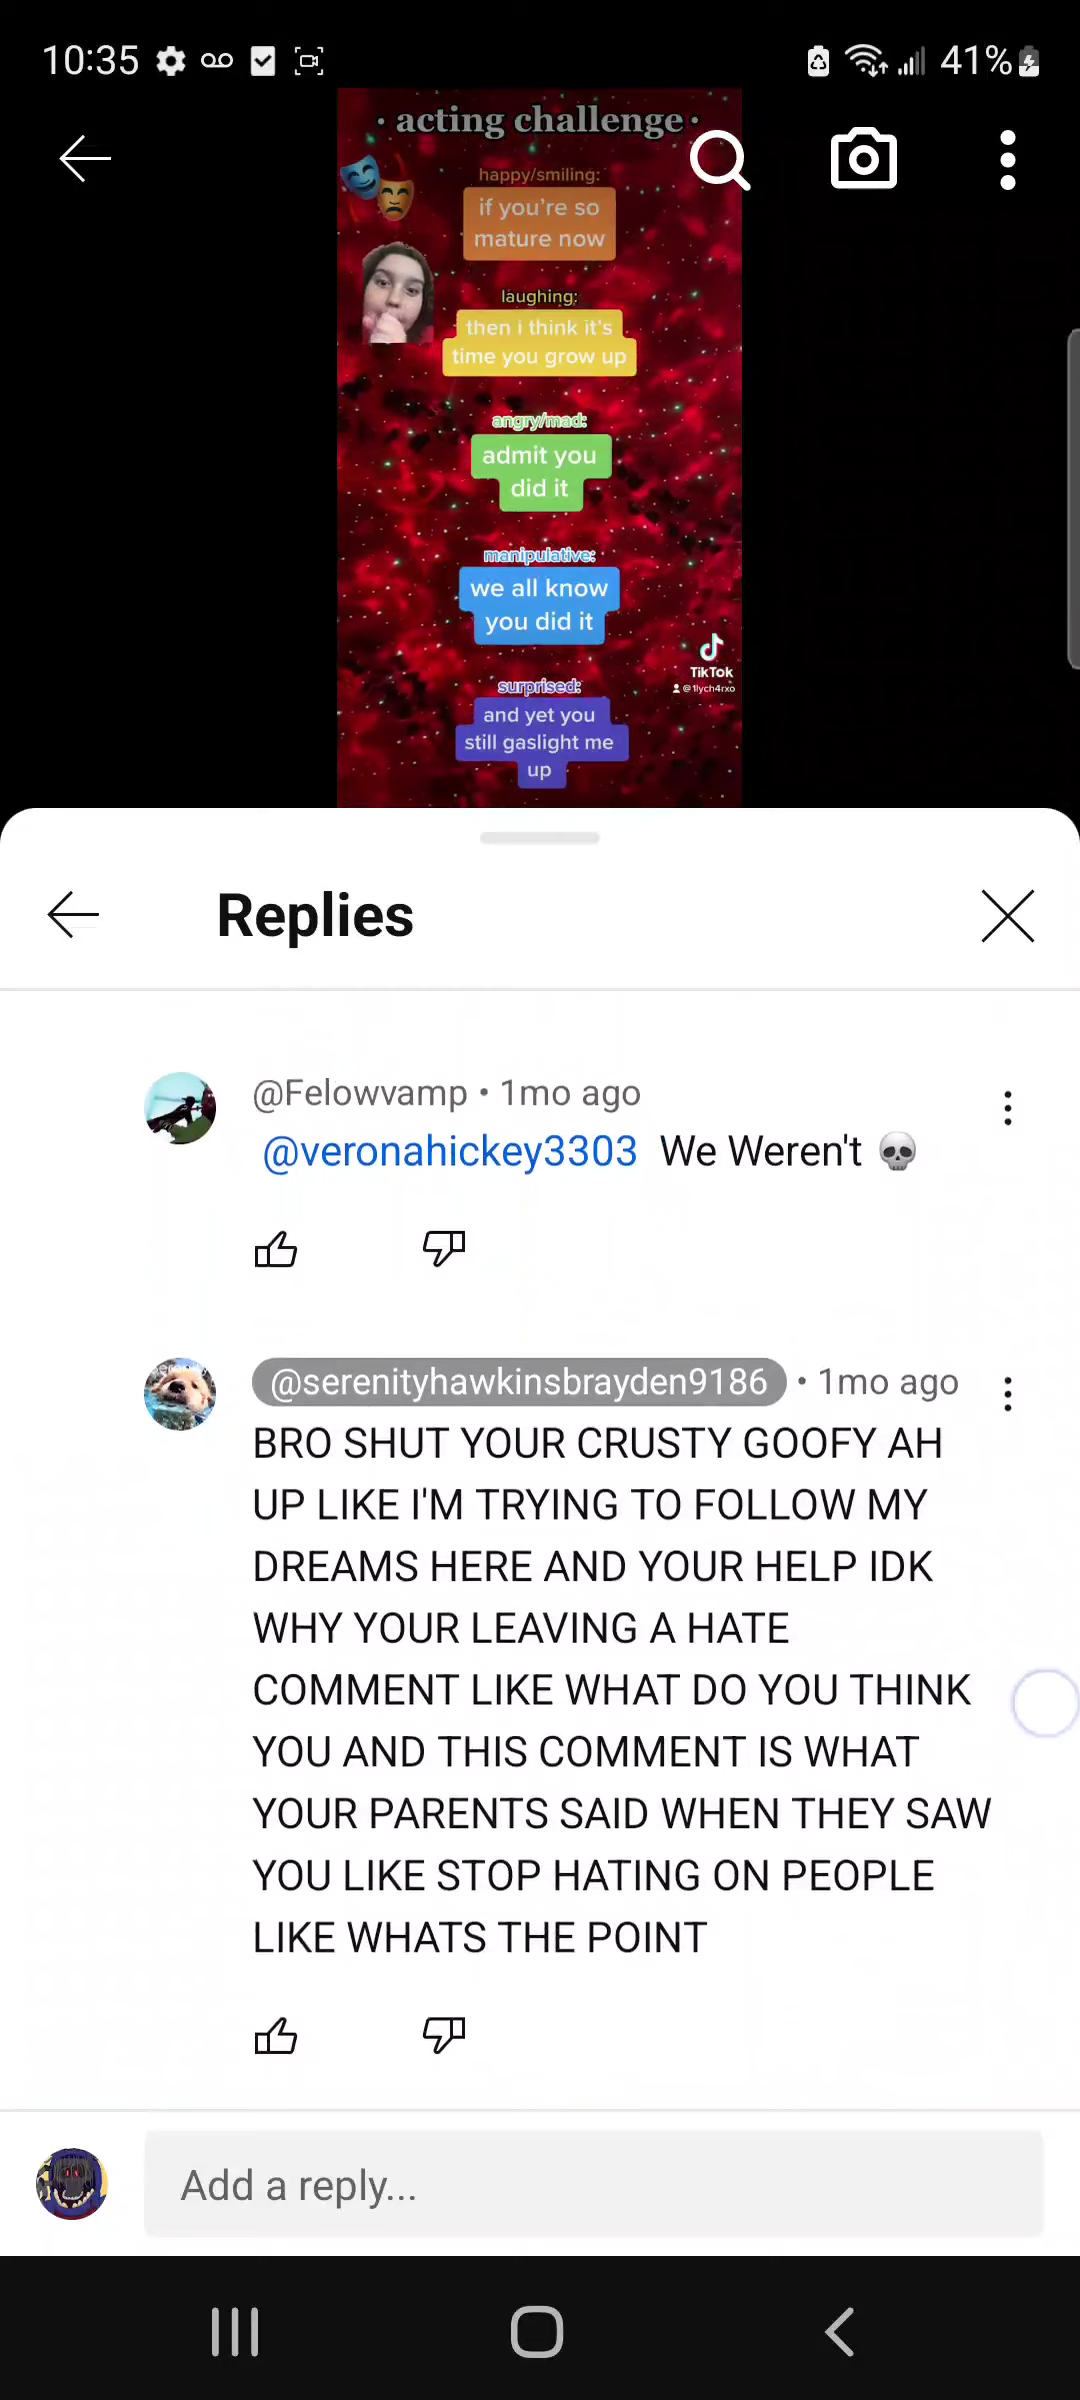 10:35
41%
· acting challenge ·
happy/smiling:
if you're so
mature now
laughing:
then i think it's
time you grow up
angry/mad:
admit you
did it
manipulative:
we all know
you did it
TikTok
@1lych4rxo
surprised:
and yet you
still gaslight me
up
Replies
@Felowvamp • 1mo ago
@veronahickey3303 We Weren't 💀
@serenityhawkinsbrayden9186 • 1mo ago
BRO SHUT YOUR CRUSTY GOOFY AH
UP LIKE I'M TRYING TO FOLLOW MY
DREAMS HERE AND YOUR HELP IDK
WHY YOUR LEAVING A HATE
COMMENT LIKE WHAT DO YOU THINK
YOU AND THIS COMMENT IS WHAT
YOUR PARENTS SAID WHEN THEY SAW
YOU LIKE STOP HATING ON PEOPLE
LIKE WHATS THE POINT
Add a reply...